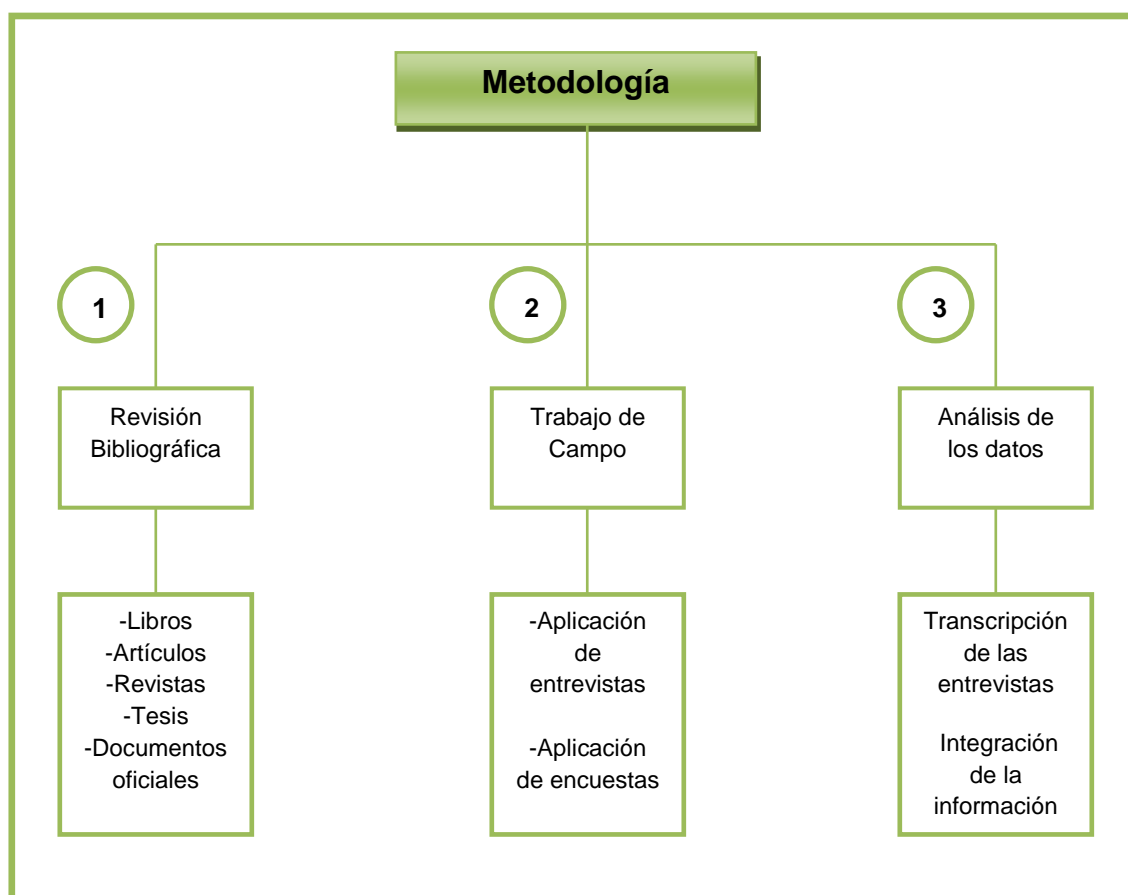 Metodología
1
Revisión
Bibliográfica
-Libros
-Artículos
-Revistas
-Tesis
-Documentos
oficiales
2
Trabajo de
Campo
-Aplicación
de
entrevistas
-Aplicación
de encuestas
3
Análisis de
los datos
Transcripción
de las
entrevistas
Integración
de la
información